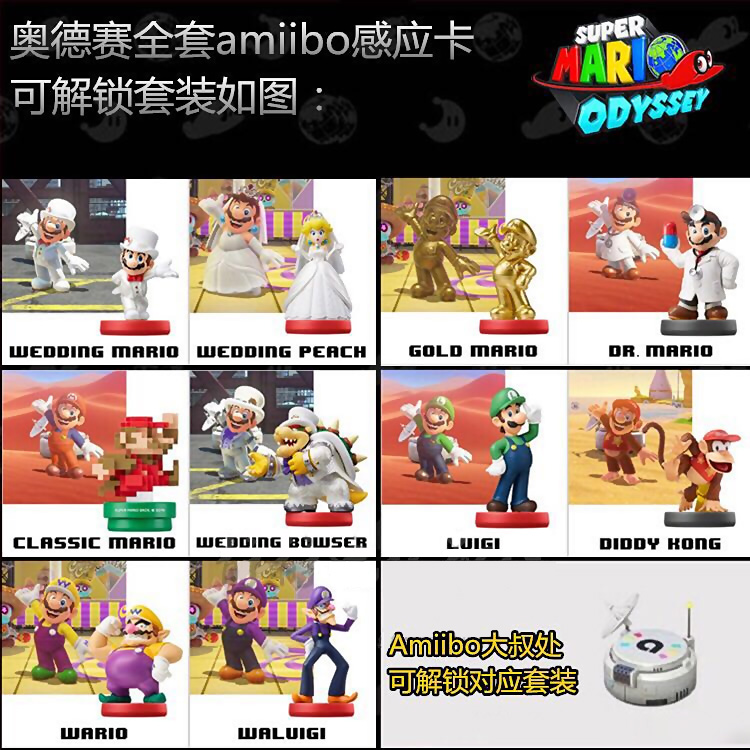 奥德赛全套amiibo感应卡
可解锁套装如图：
SUPER
MARIO
ODYSSEY
WEDDING MARIO
WEDDING PEACH
GOLD MARIO
DR. MARIO
CLASSIC MARIO
WEDDING BOWSER
LUIGI
DIDDY KONG
WARIO
WALUIGI
Amiibo大叔处
可解锁对应套装